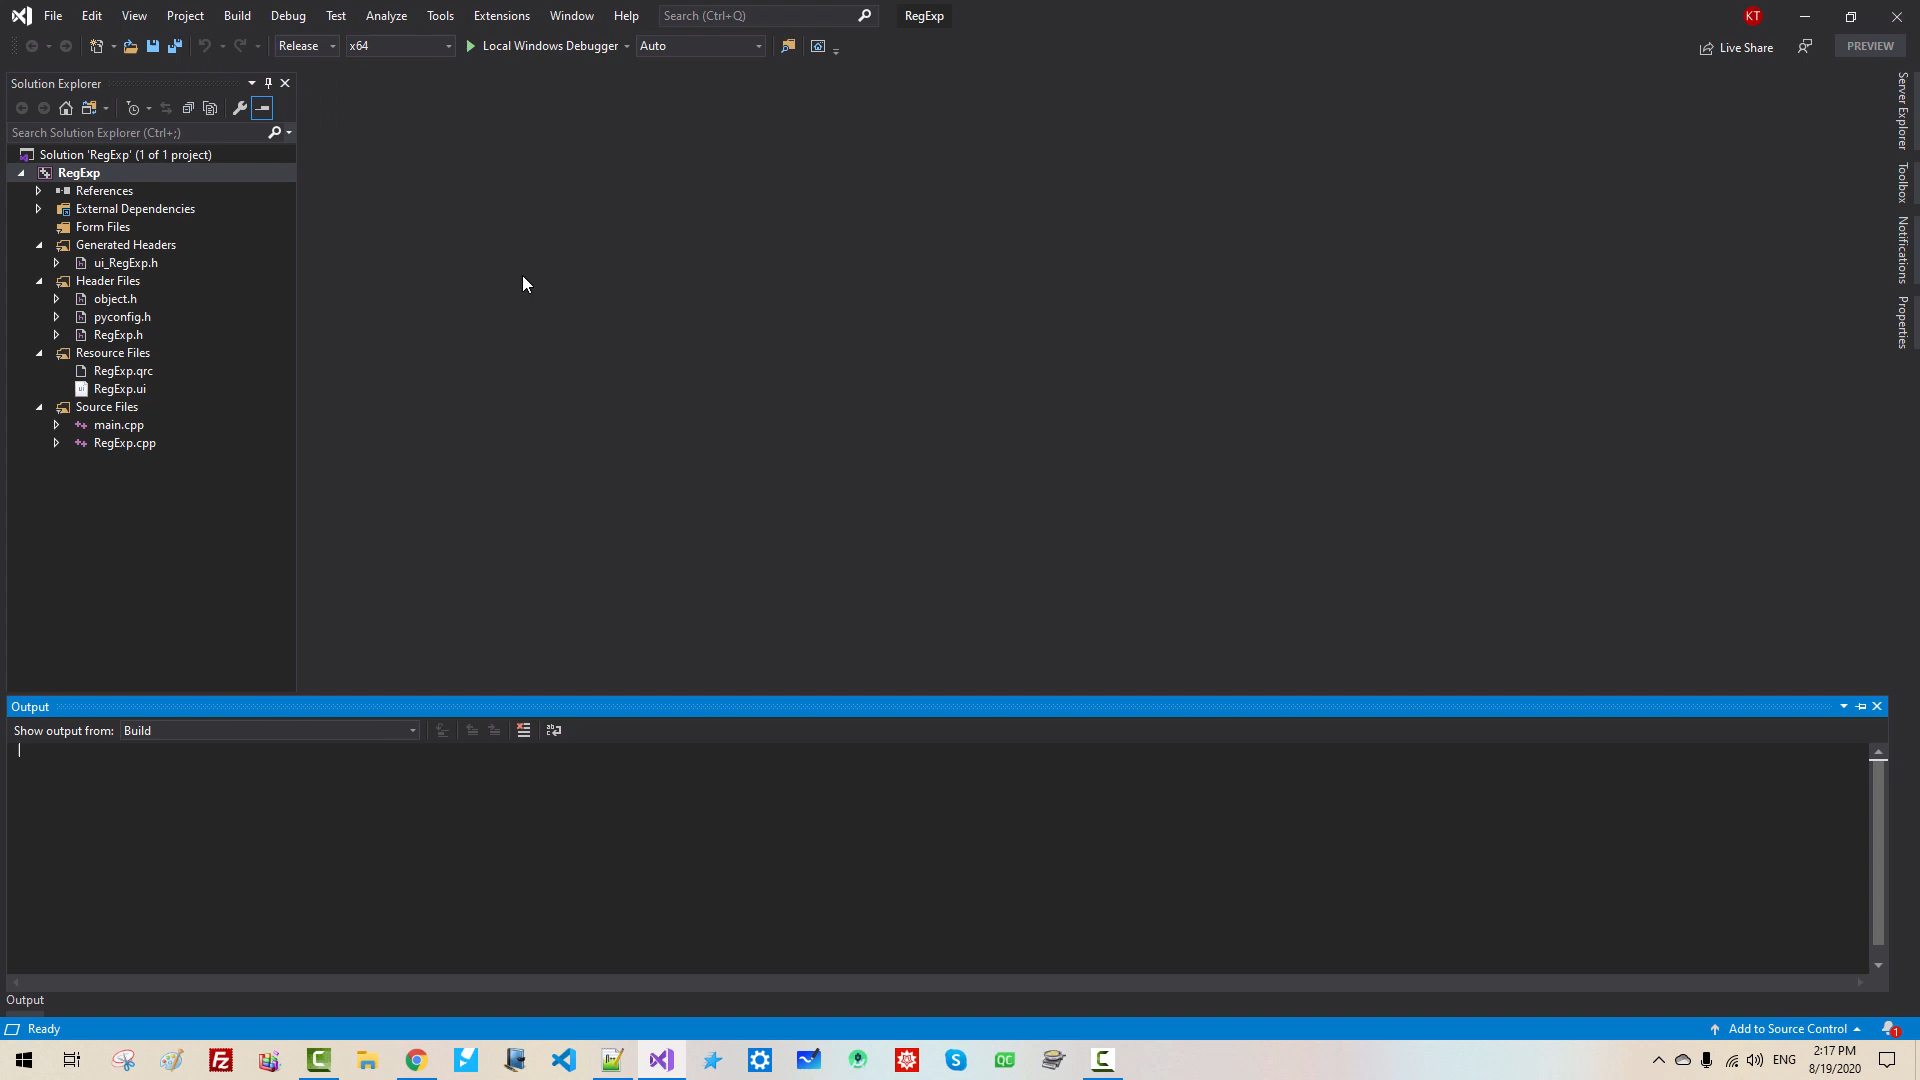 File Edit View Project Build Debug Test Analyze Tools Extensions Window Help Search (Ctrl+Q) RegExp KT
Release x64 Local Windows Debugger Auto Live Share PREVIEW
Solution Explorer
Search Solution Explorer (Ctrl+;)
Solution 'RegExp' (1 of 1 project)
RegExp
References
External Dependencies
Form Files
Generated Headers
ui_RegExp.h
Header Files
object.h
pyconfig.h
RegExp.h
Resource Files
RegExp.qrc
RegExp.ui
Source Files
main.cpp
RegExp.cpp
Server Explorer
Toolbox
Notifications
Properties
Output
Show output from: Build
Output
Ready Add to Source Control 1
ENG 2:17 PM
8/19/2020